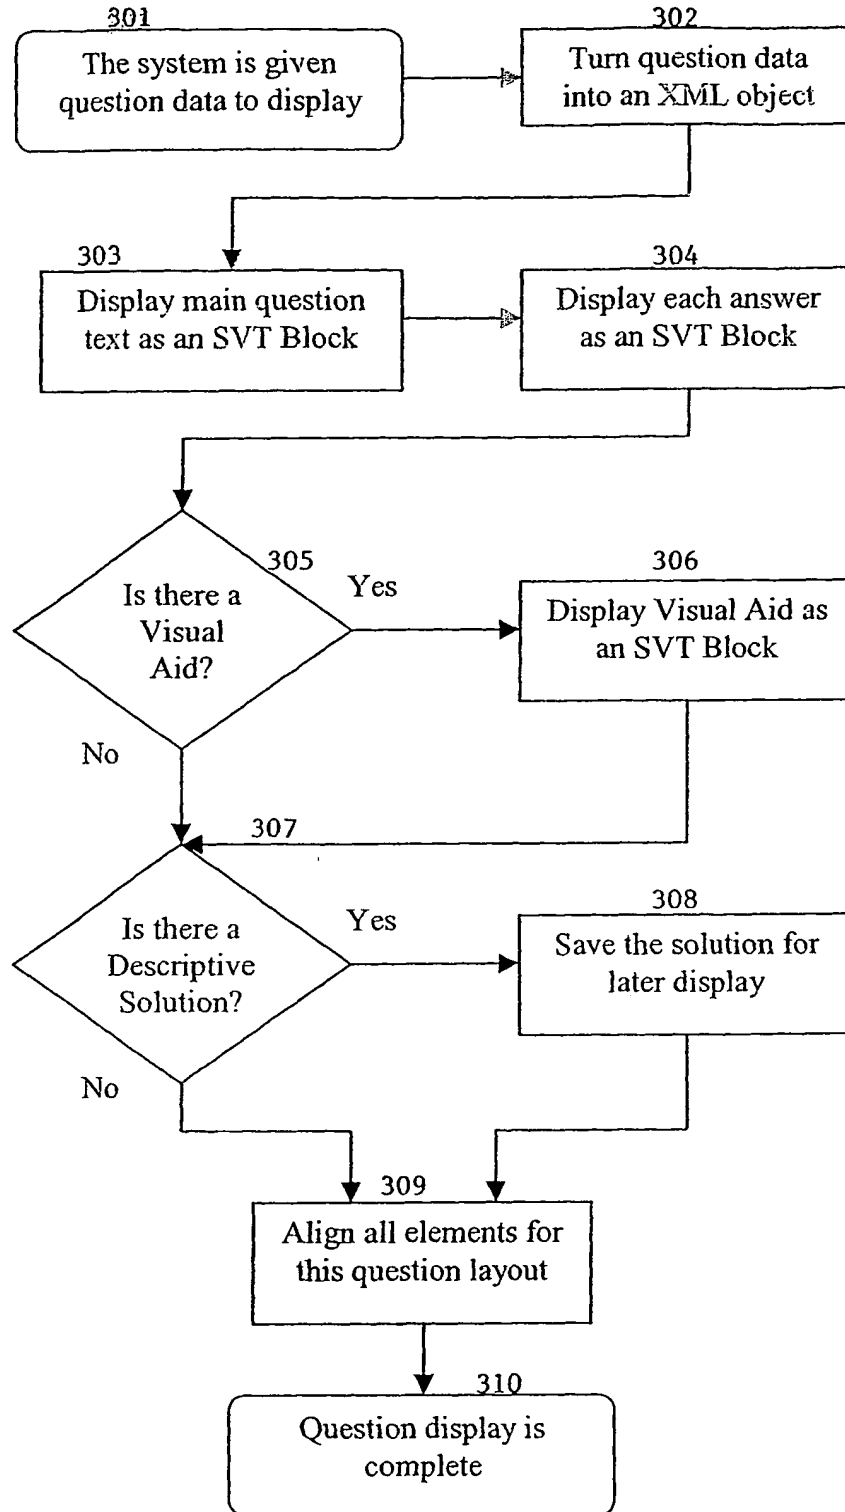 301
The system is given
question data to display
302
Turn question data
into an XML object
303
Display main question
text as an SVT Block
304
Display each answer
as an SVT Block
305
Is there a
Visual
Aid?
Yes
No
306
Display Visual Aid as
an SVT Block
307
Is there a
Descriptive
Solution?
Yes
No
308
Save the solution for
later display
309
Align all elements for
this question layout
310
Question display is
complete